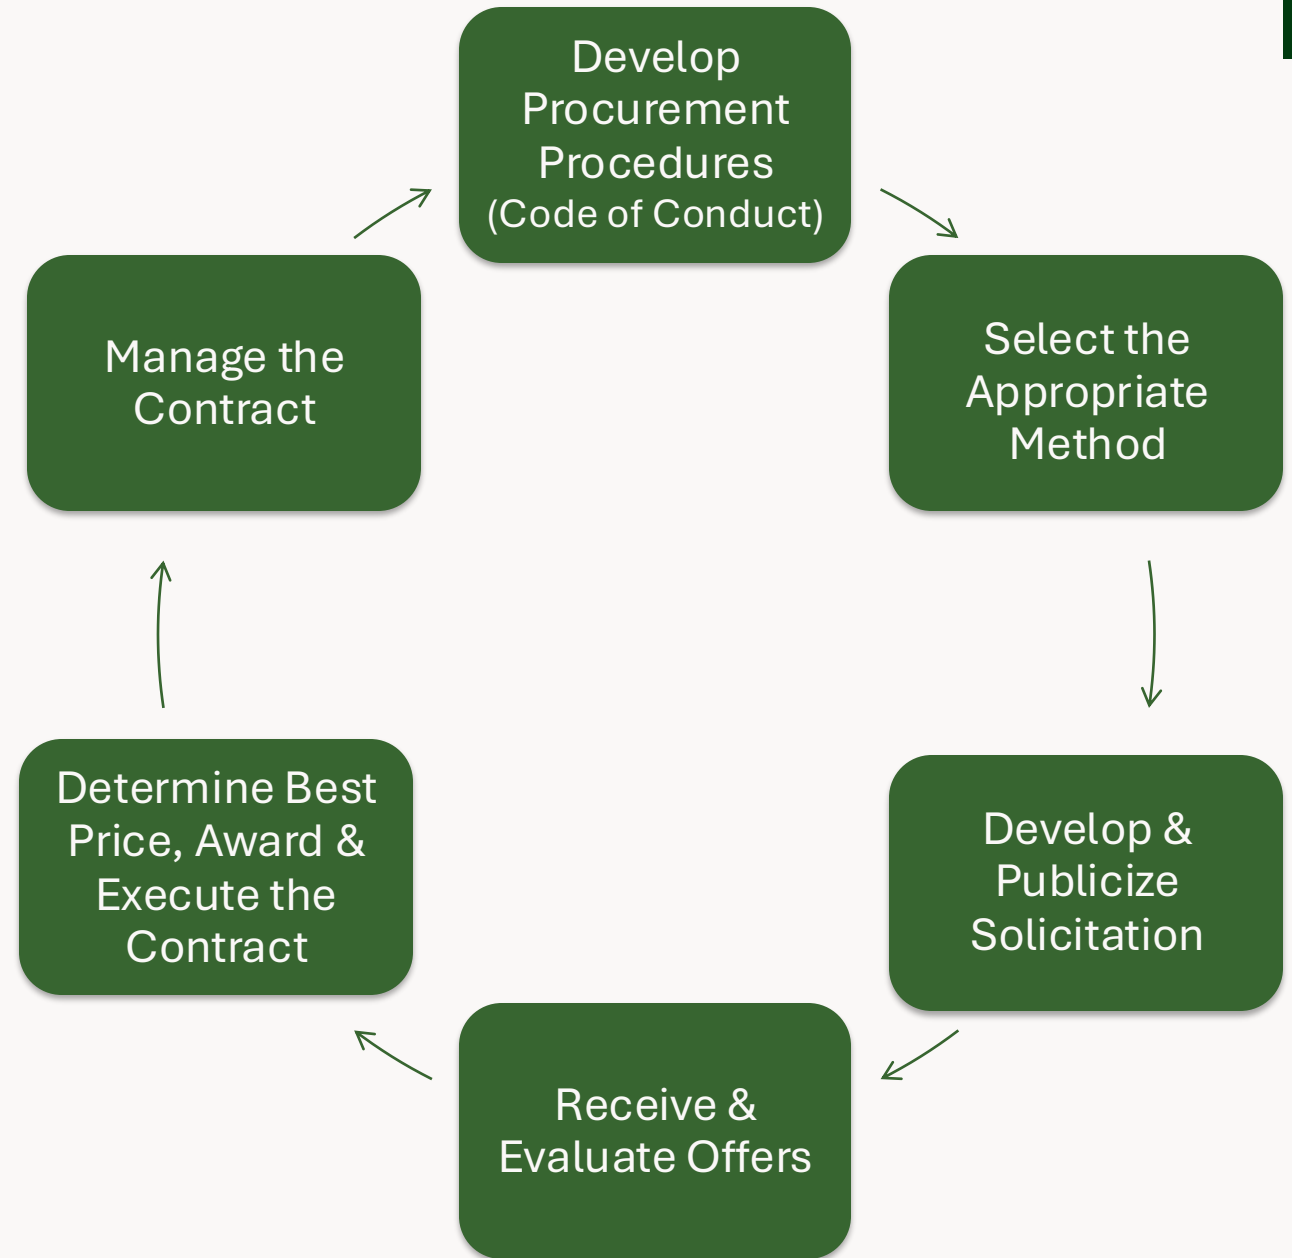 Develop
Procurement
Procedures
(Code of Conduct)
Select the
Appropriate
Method
Develop &
Publicize
Solicitation
Receive &
Evaluate Offers
Determine Best
Price, Award &
Execute the
Contract
Manage the
Contract